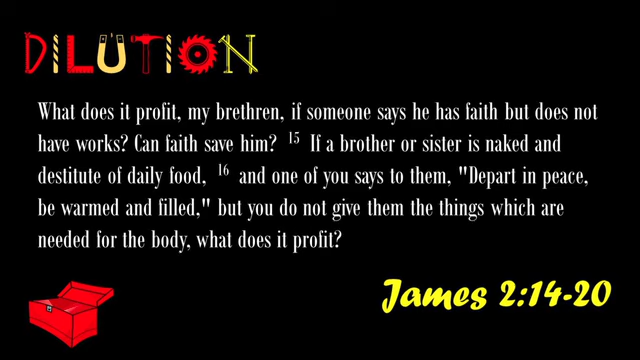 DILUTION
What does it profit, my brethren, if someone says he has faith but does not
have works? Can faith save him? 15 If a brother or sister is naked and
destitute of daily food, 16 and one of you says to them, "Depart in peace,
be warmed and filled," but you do not give them the things which are
needed for the body, what does it profit?
James 2:14-20